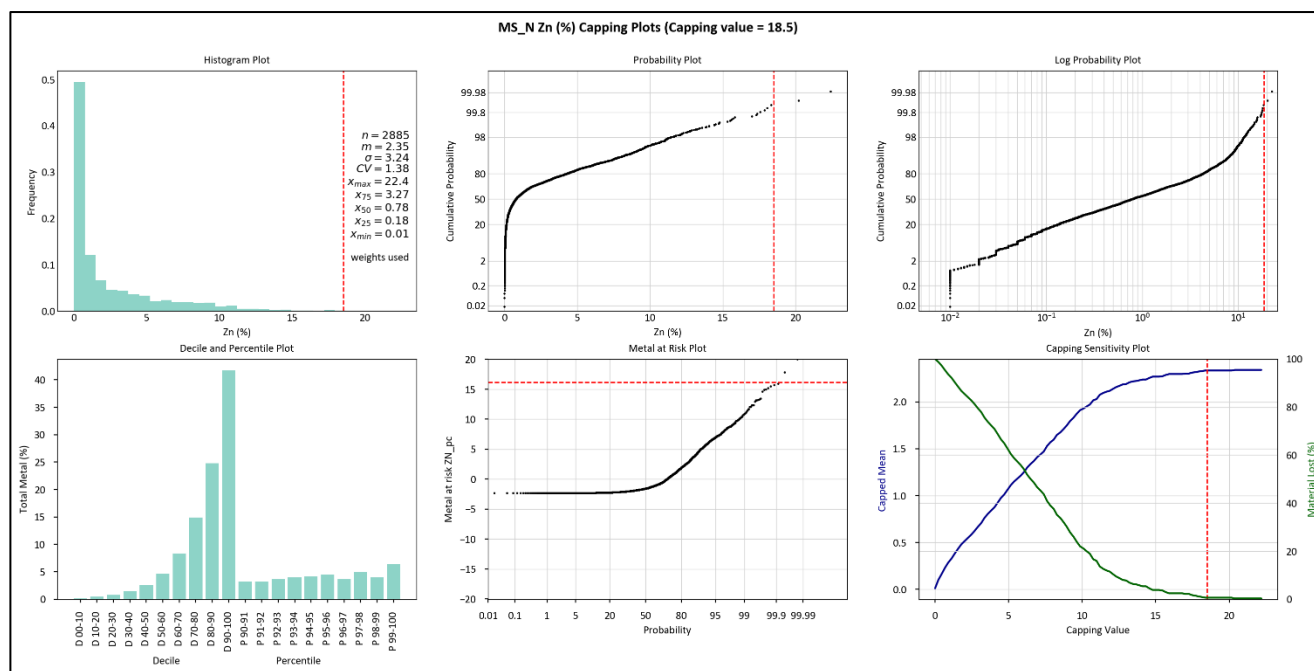 MS_N Zn (%) Capping Plots (Capping value = 18.5)
Histogram Plot
0.5
0.4
0.3
0.2
0.1
0.0
Frequency
n = 2885
m = 2.35
σ = 3.24
CV = 1.38
xmax = 22.4
x75 = 3.27
x50 = 0.78
x25 = 0.18
xmin = 0.01
weights used
0 5 10 15 20
Zn (%)
Probability Plot
99.98
99.8
98
80
50
20
2
0.2
0.02
Cumulative Probability
0 5 10 15 20
Zn (%)
Log Probability Plot
99.98
99.8
98
80
50
20
2
0.2
0.02
Cumulative Probability
10⁻² 10⁻¹ 10⁰ 10¹
Zn (%)
Decile and Percentile Plot
40
35
30
25
20
15
10
5
0
Total Metal (%)
D 00-10
D 10-20
D 20-30
D 30-40
D 40-50
D 50-60
D 60-70
D 70-80
D 80-90
D 90-100
P 90-91
P 91-92
P 92-93
P 93-94
P 94-95
P 95-96
P 96-97
P 97-98
P 98-99
P 99-100
Decile Percentile
Metal at Risk Plot
20
15
10
5
0
−5
−10
−15
−20
Metal at risk ZN_pc
0.01 0.1 1 5 20 50 80 95 99 99.9 99.99
Probability
Capping Sensitivity Plot
2.0
1.5
1.0
0.5
0.0
Capped Mean
100
80
60
40
20
0
Material Lost (%)
0 5 10 15 20
Capping Value